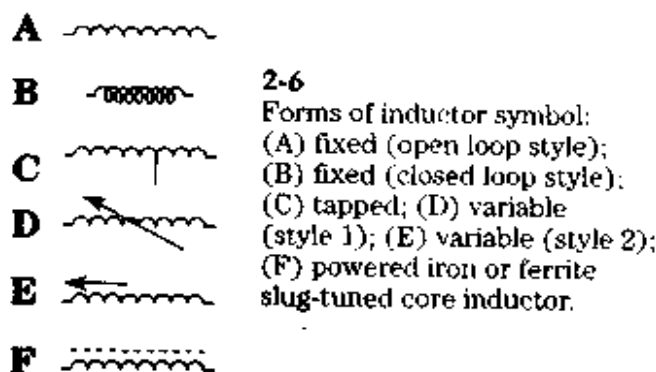 A
B
C
D
E
F
2-6
Forms of inductor symbol:
(A) fixed (open loop style);
(B) fixed (closed loop style);
(C) tapped; (D) variable
(style 1); (E) variable (style 2);
(F) powered iron or ferrite
slug-tuned core inductor.